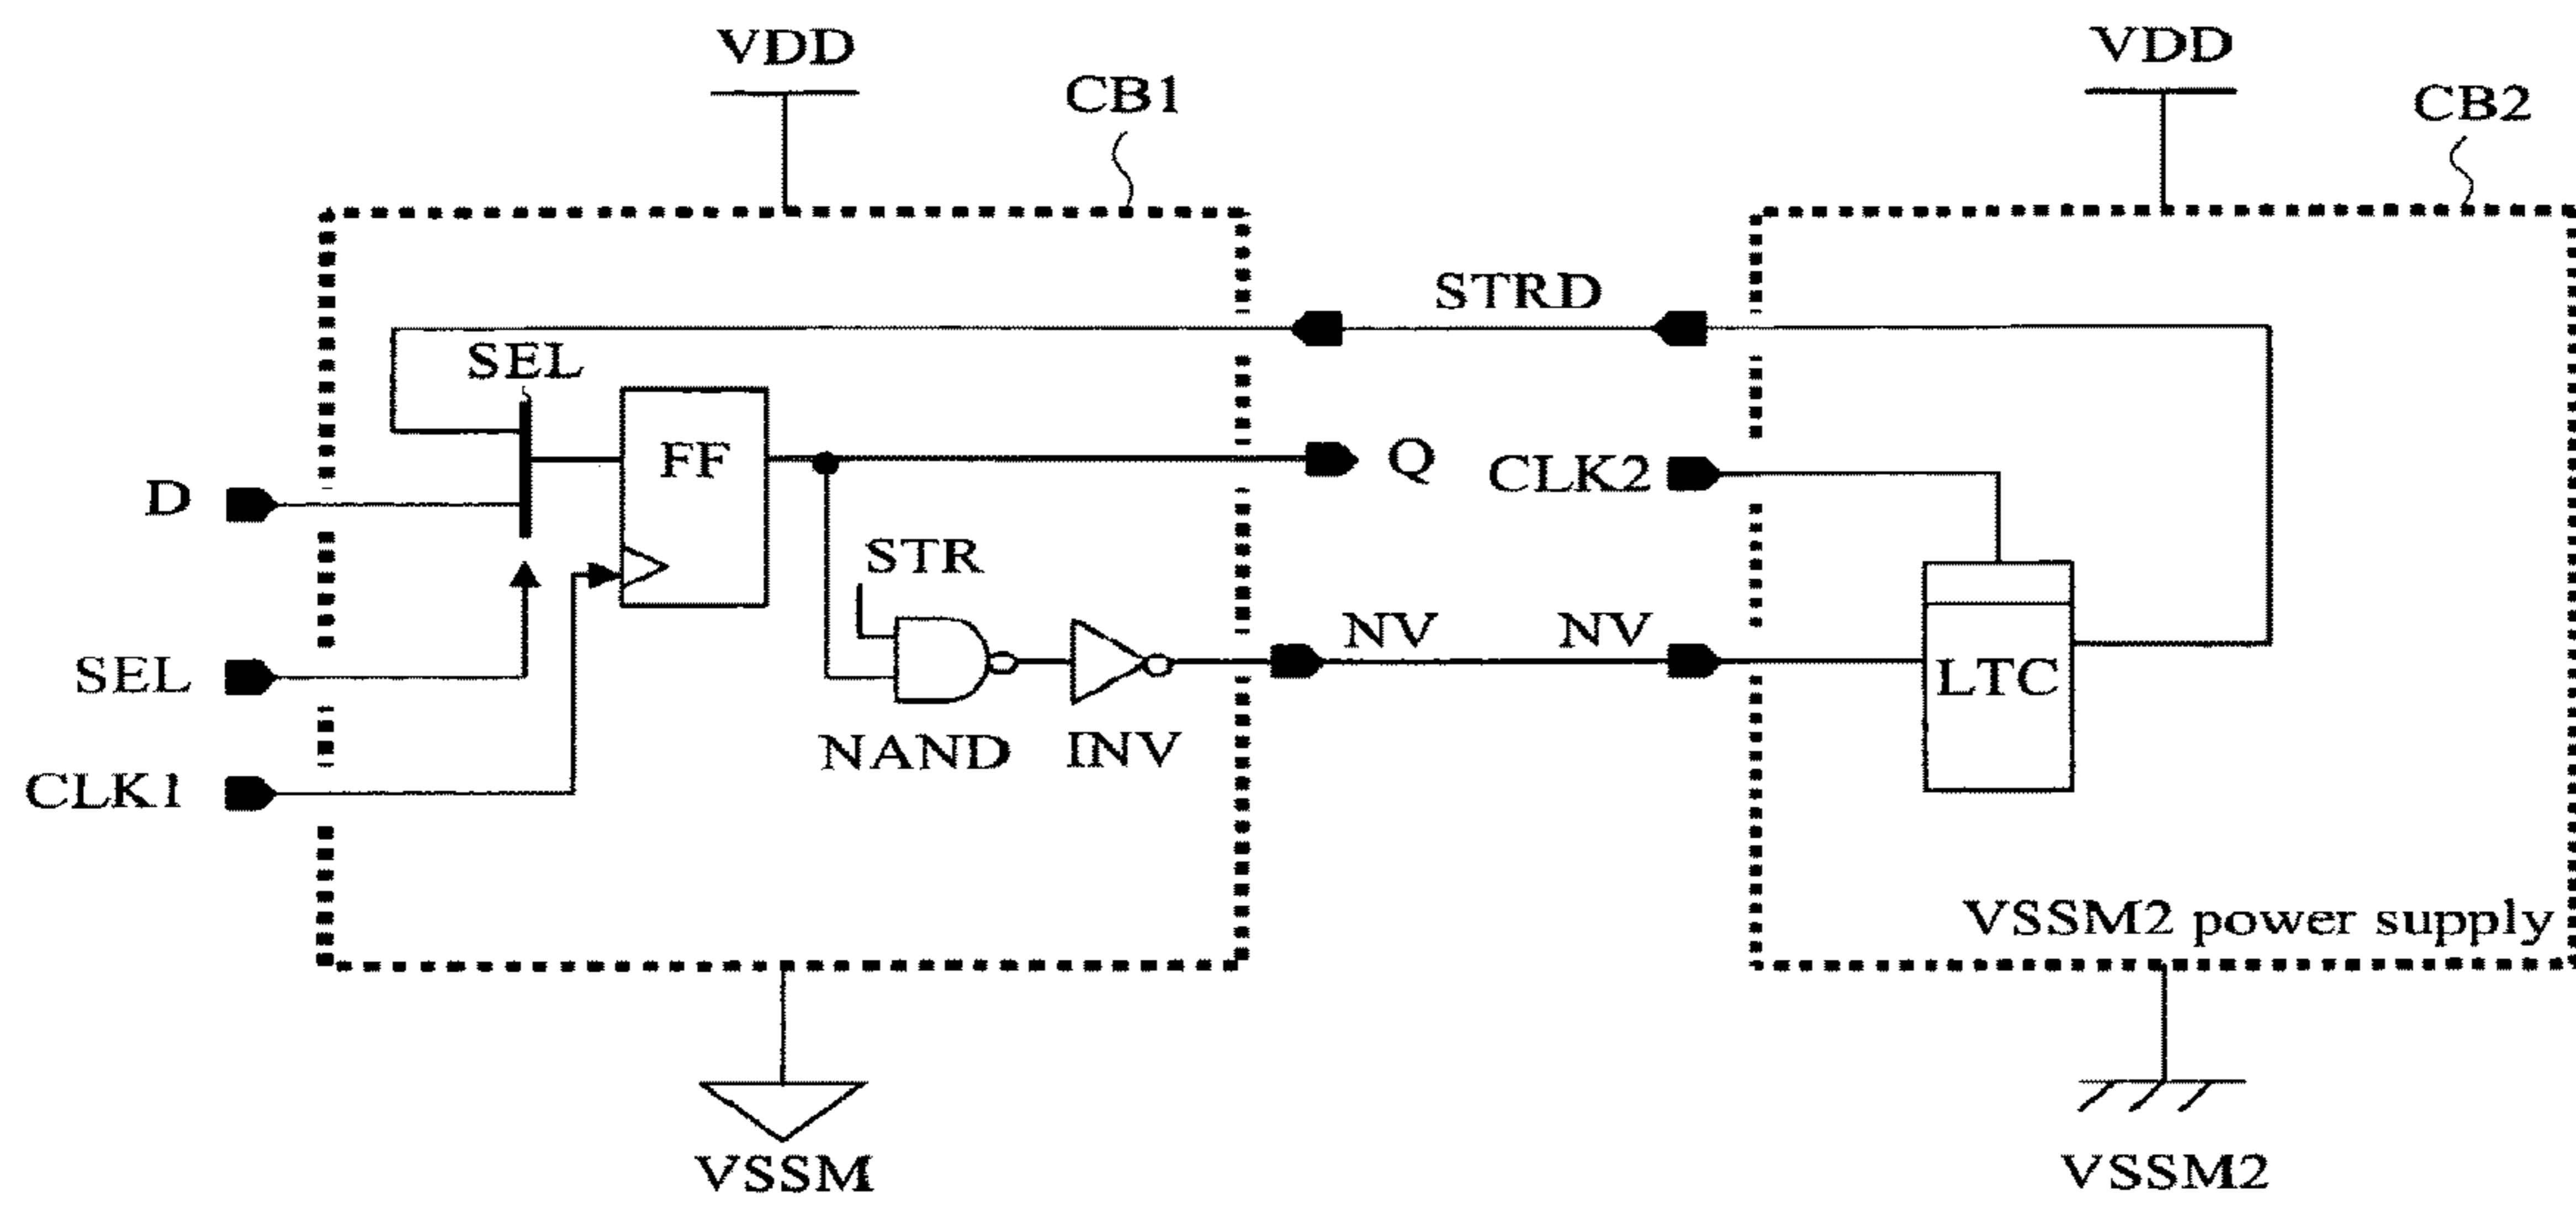 VDD
VDD
CB1
CB2
STRD
SEL
FF
Q
CLK2
D
STR
NV
NV
SEL
LTC
NAND
INV
CLK1
VSSM2 power supply
VSSM
VSSM2